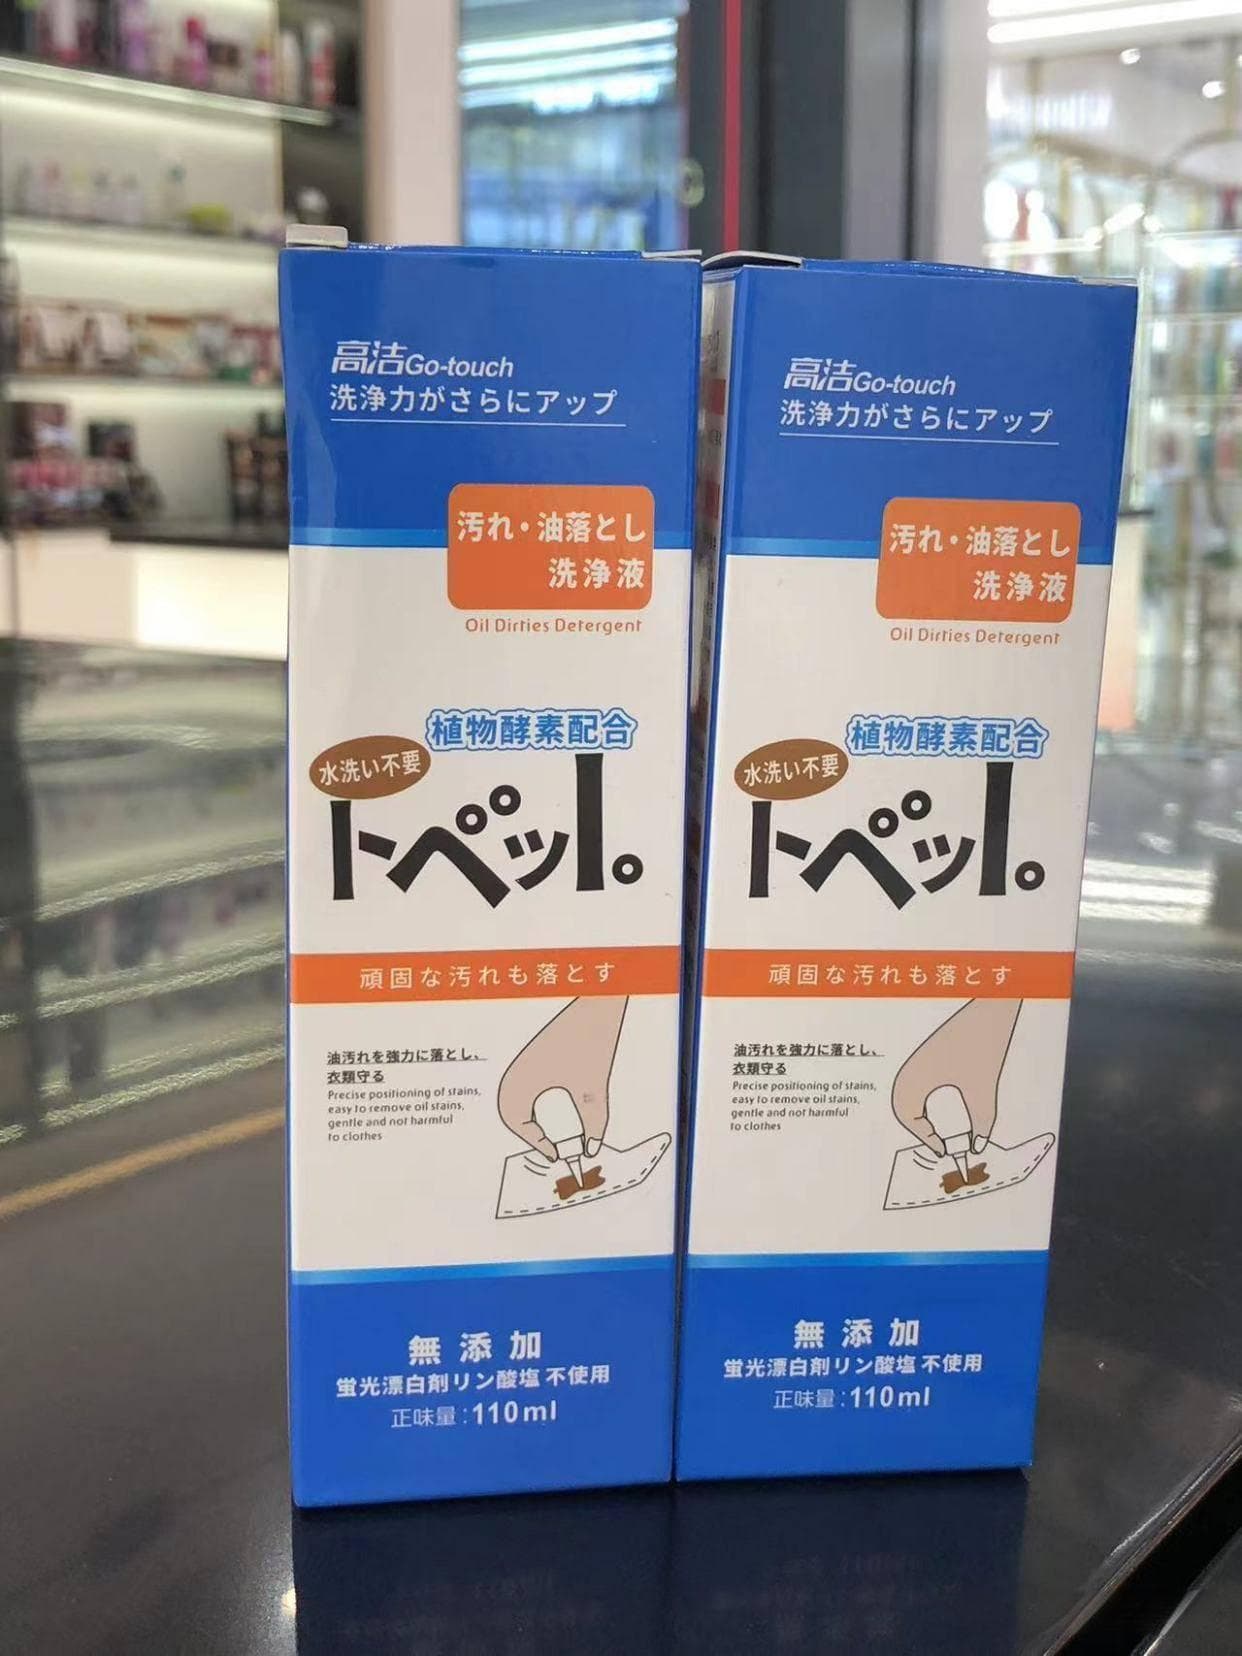 高洁Go-touch
洗浄力がさらにアップ
汚れ・油落とし
洗浄液
Oil Dirties Detergent
植物酵素配合
水洗い不要
トペッ一。
頑固な汚れも落とす
油汚れを強力に落とし、
衣類守る
Precise positioning of stains,
easy to remove oil stains,
gentle and not harmful
to clothes
無添加
蛍光漂白剤リン酸塩 不使用
正味量:110ml
高洁Go-touch
洗浄力がさらにアップ
汚れ・油落とし
洗浄液
Oil Dirties Detergent
植物酵素配合
水洗い不要
トペッ一。
頑固な汚れも落とす
油汚れを強力に落とし、
衣類守る
Precise positioning of stains,
easy to remove oil stains,
gentle and not harmful
to clothes
無添加
蛍光漂白剤リン酸塩 不使用
正味量:110ml